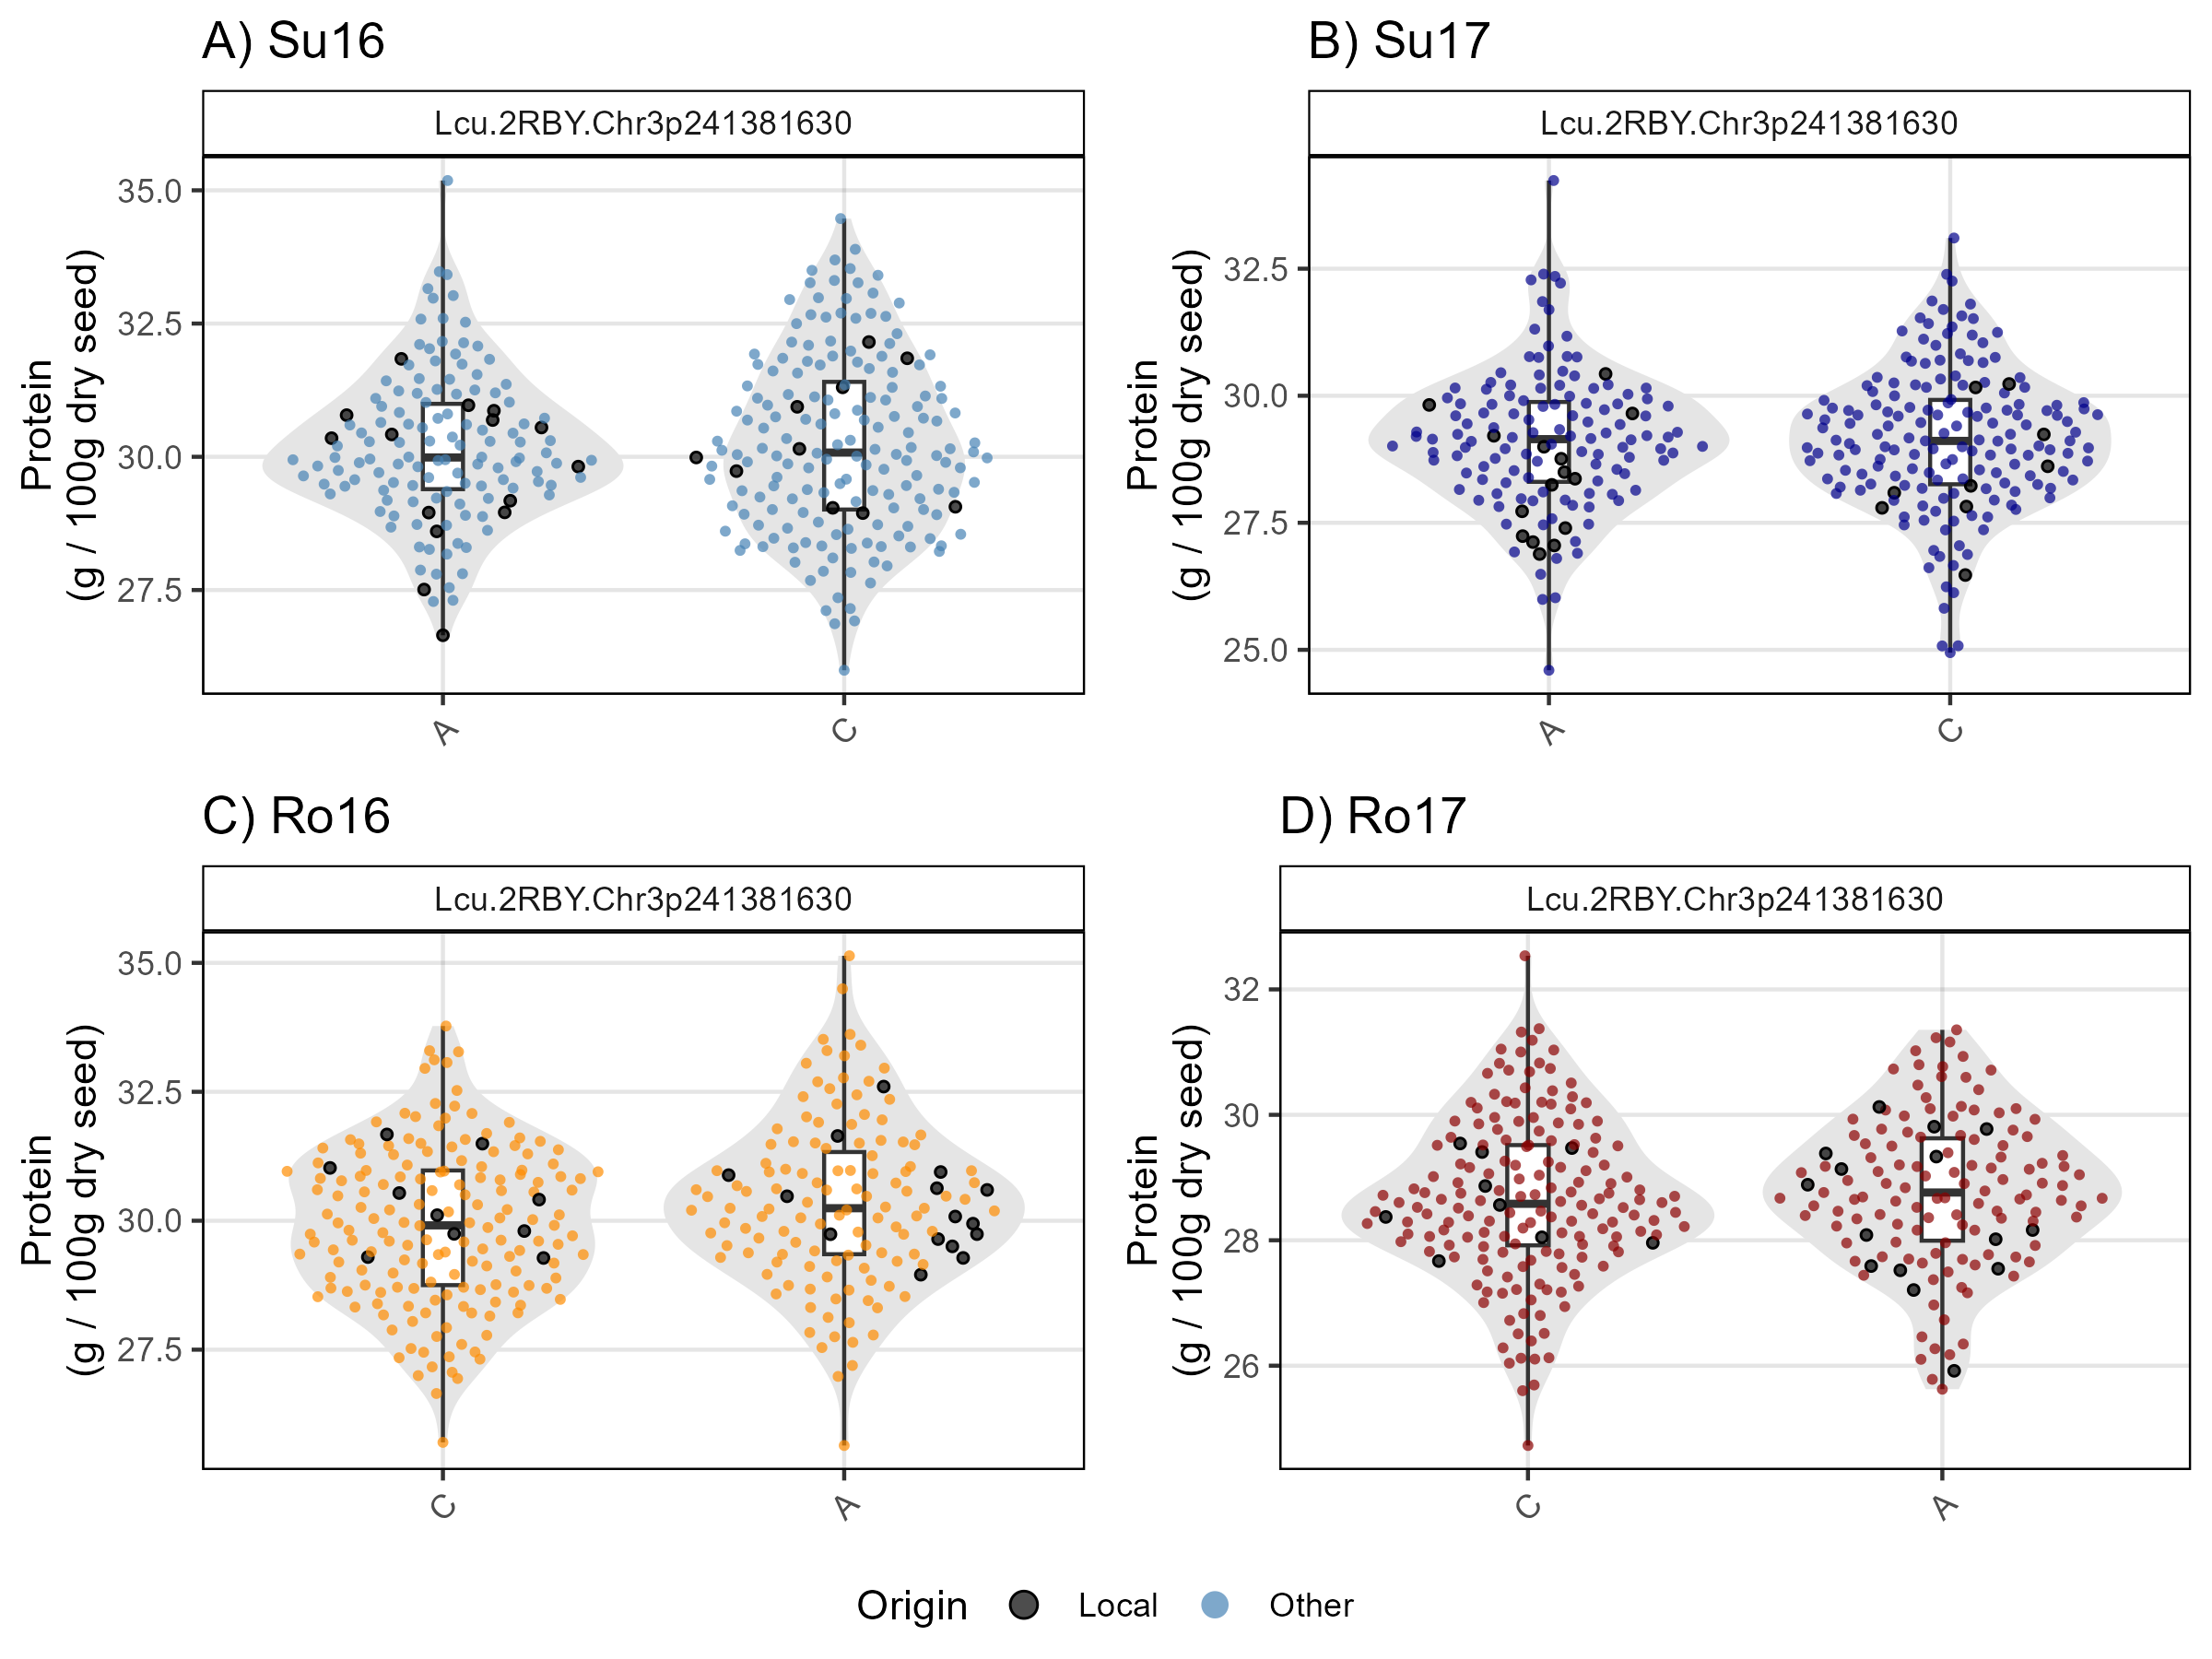 A) Su16
Lcu.2RBY.Chr3p241381630
Protein
(g / 100g dry seed)
35.0
32.5
30.0
27.5
A
C
B) Su17
Lcu.2RBY.Chr3p241381630
Protein
(g / 100g dry seed)
32.5
30.0
27.5
25.0
A
C
C) Ro16
Lcu.2RBY.Chr3p241381630
Protein
(g / 100g dry seed)
35.0
32.5
30.0
27.5
C
A
D) Ro17
Lcu.2RBY.Chr3p241381630
Protein
(g / 100g dry seed)
32
30
28
26
C
A
Origin Local Other